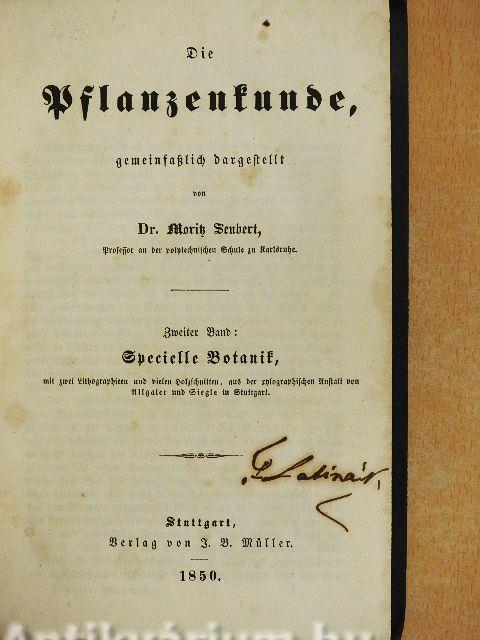 Die
Pflanzenkunde,
gemeinfaßlich dargestellt
von
Dr. Moritz Seubert,
Professor an der polytechnischen Schule zu Karlsruhe.
Zweiter Band:
Specielle Botanik,
mit zwei Lithographieen und vielen Holzschnitten, aus der xylographischen Anstalt von
Allgaier und Siegle in Stuttgart.
Stuttgart,
Verlag von J. B. Müller.
1850.
Antikvárium.hu